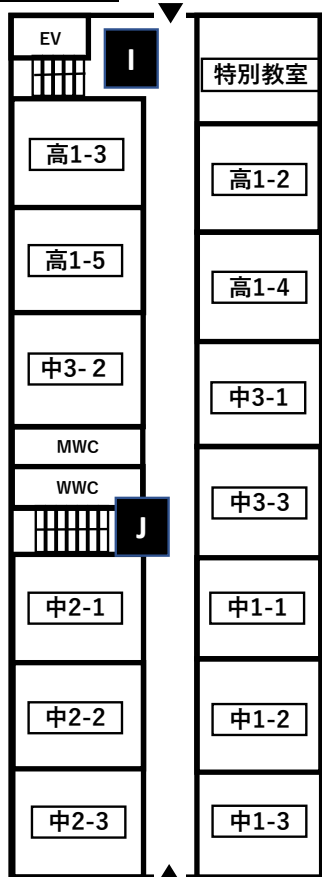 EV
I
特別教室
高1-3
高1-2
高1-5
高1-4
中3-２
中3-1
MWC
WWC
中3-3
J
中2-1
中1-1
中2-2
中1-2
中2-3
中1-3